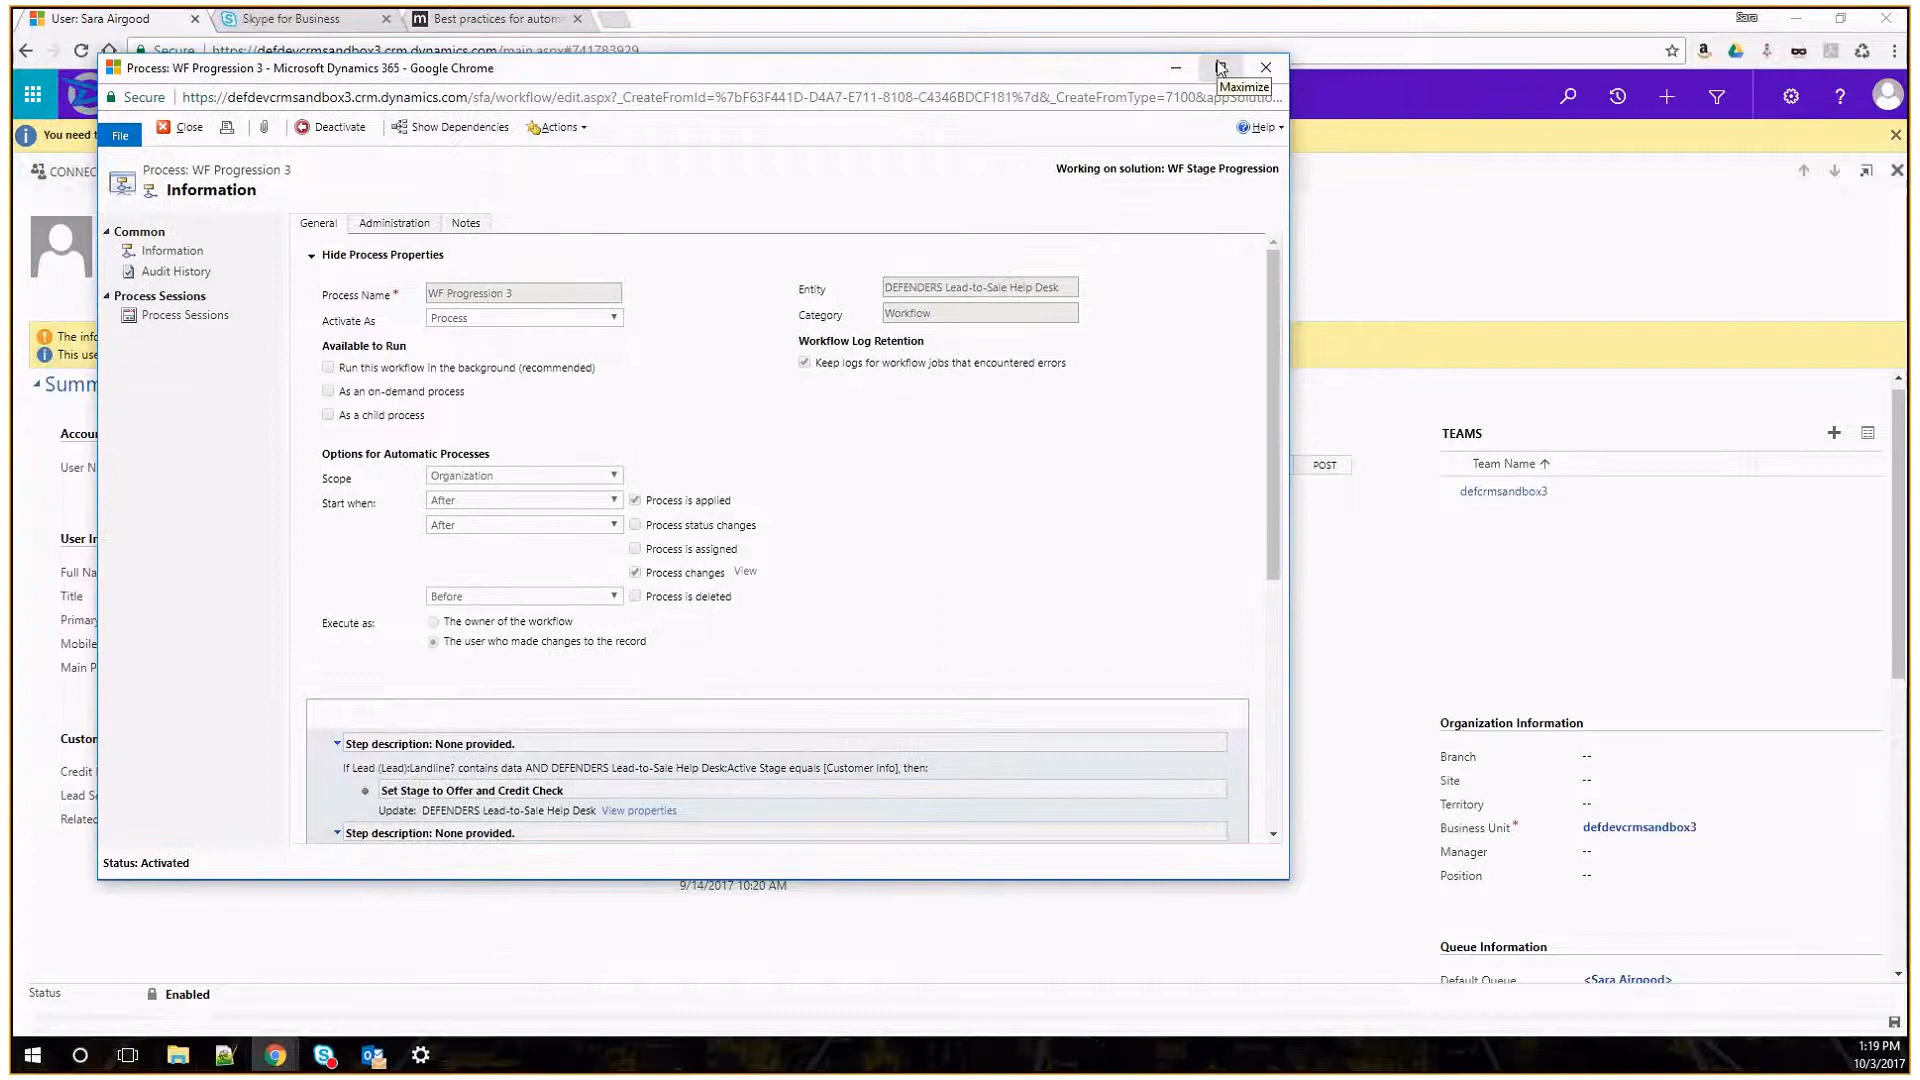 User: Sara Airgood
Skype for Business
Best practices for autom
Sara
Secure
https://defdevcrmsandbox3.crm.dynamics.com/main.aspx#741783929
Process: WF Progression 3 - Microsoft Dynamics 365 - Google Chrome
Maximize
Secure
https://defdevcrmsandbox3.crm.dynamics.com/sfa/workflow/edit.aspx?_CreateFromId=%7bF63F441D-D4A7-E711-8108-C4346BDCF181%7d&_CreateFromType=7100&appSolutio...
File
Close
Deactivate
Show Dependencies
Actions
Help
You need t
CONNEC
Process: WF Progression 3
Information
Working on solution: WF Stage Progression
Common
Information
Audit History
Process Sessions
Process Sessions
General
Administration
Notes
Hide Process Properties
Process Name *
WF Progression 3
Activate As
Process
Entity
DEFENDERS Lead-to-Sale Help Desk
Category
Workflow
Available to Run
Run this workflow in the background (recommended)
As an on-demand process
As a child process
Workflow Log Retention
Keep logs for workflow jobs that encountered errors
Options for Automatic Processes
Scope
Organization
Start when:
After
Process is applied
After
Process status changes
Process is assigned
Process changes
View
Before
Process is deleted
Execute as:
The owner of the workflow
The user who made changes to the record
Step description: None provided.
If Lead (Lead):Landline? contains data AND DEFENDERS Lead-to-Sale Help Desk:Active Stage equals [Customer Info], then:
Set Stage to Offer and Credit Check
Update: DEFENDERS Lead-to-Sale Help Desk View properties
Step description: None provided.
Status: Activated
The info
This use
Summ
Accou
User N
User In
Full Na
Title
Primary
Mobile
Main P
Custor
Credit
Lead Se
Relate
9/14/2017 10:20 AM
POST
TEAMS
Team Name
defcrmsandbox3
Organization Information
Branch
--
Site
--
Territory
--
Business Unit *
defdevcrmsandbox3
Manager
--
Position
--
Queue Information
Default Queue
<Sara Airgood>
Status
Enabled
1:19 PM
10/3/2017